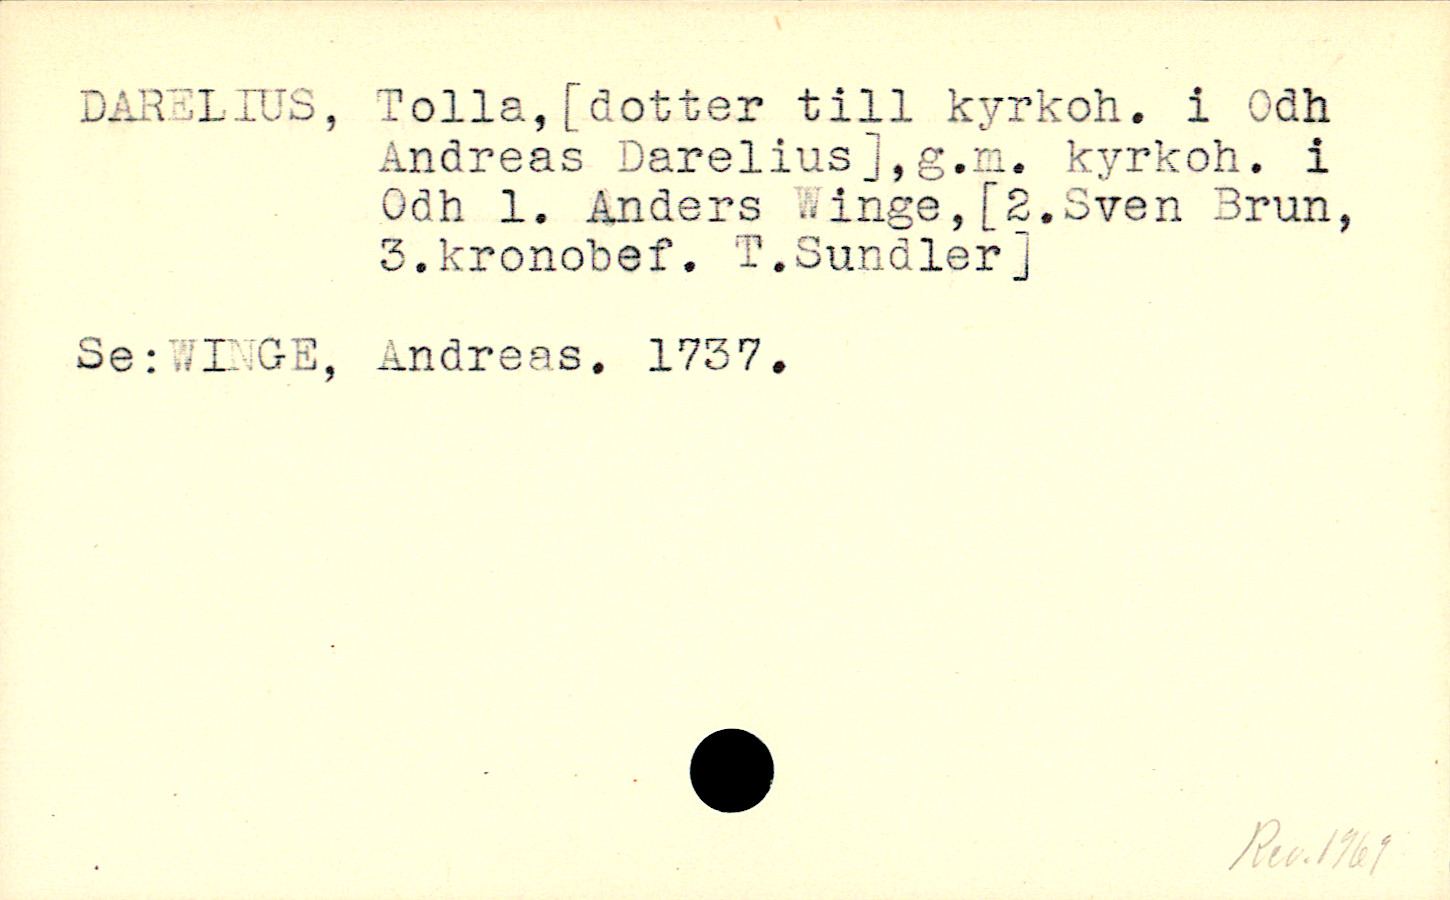 DARELIUS, Tolla,[dotter till kyrkoh. i Odh
Andreas Darelius],g.m. kyrkoh. i
Odh 1. Anders Winge,[2.Sven Brun,
3.kronobef. T.Sundler]
Se:WINGE, Andreas. 1737.
Rev. 1969